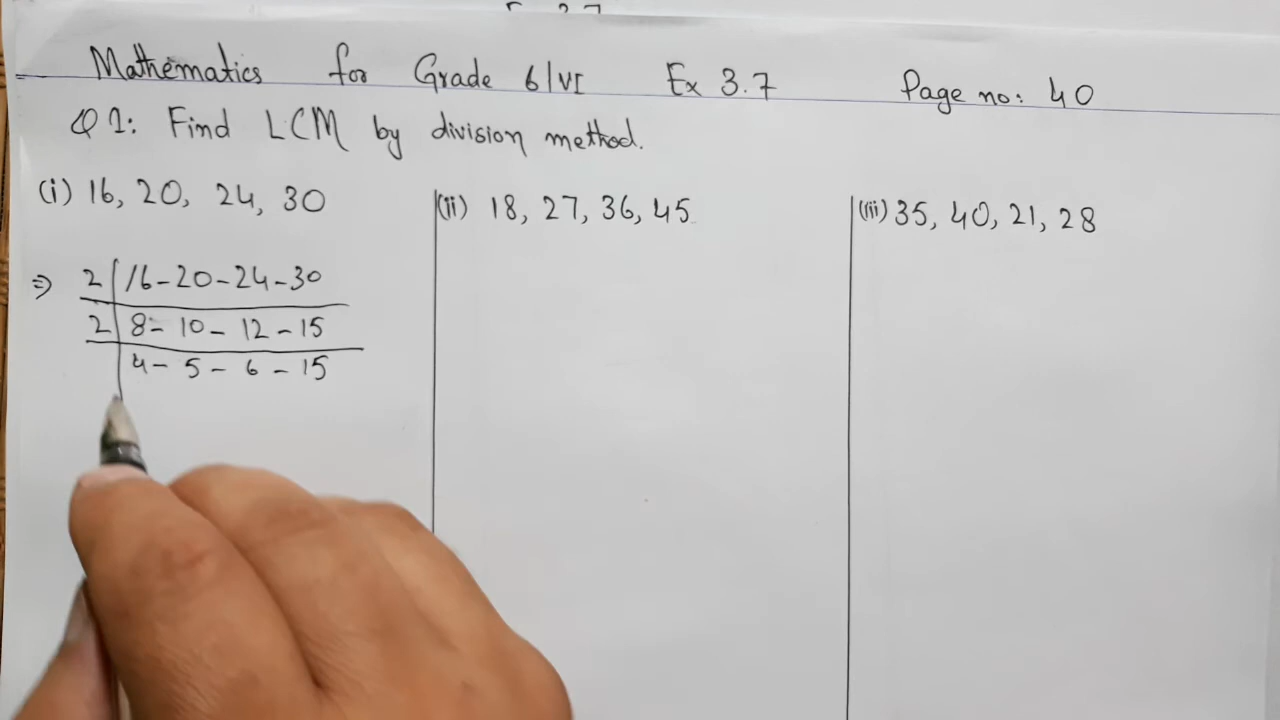 Mathematics for Grade 6/VI Ex 3.7 Page no: 40
Q1: Find LCM by division method.
(i) 16, 20, 24, 30
⇒ 2 | 16-20-24-30
2 | 8-10-12-15
4-5-6-15
(ii) 18, 27, 36, 45
(iii) 35, 40, 21, 28